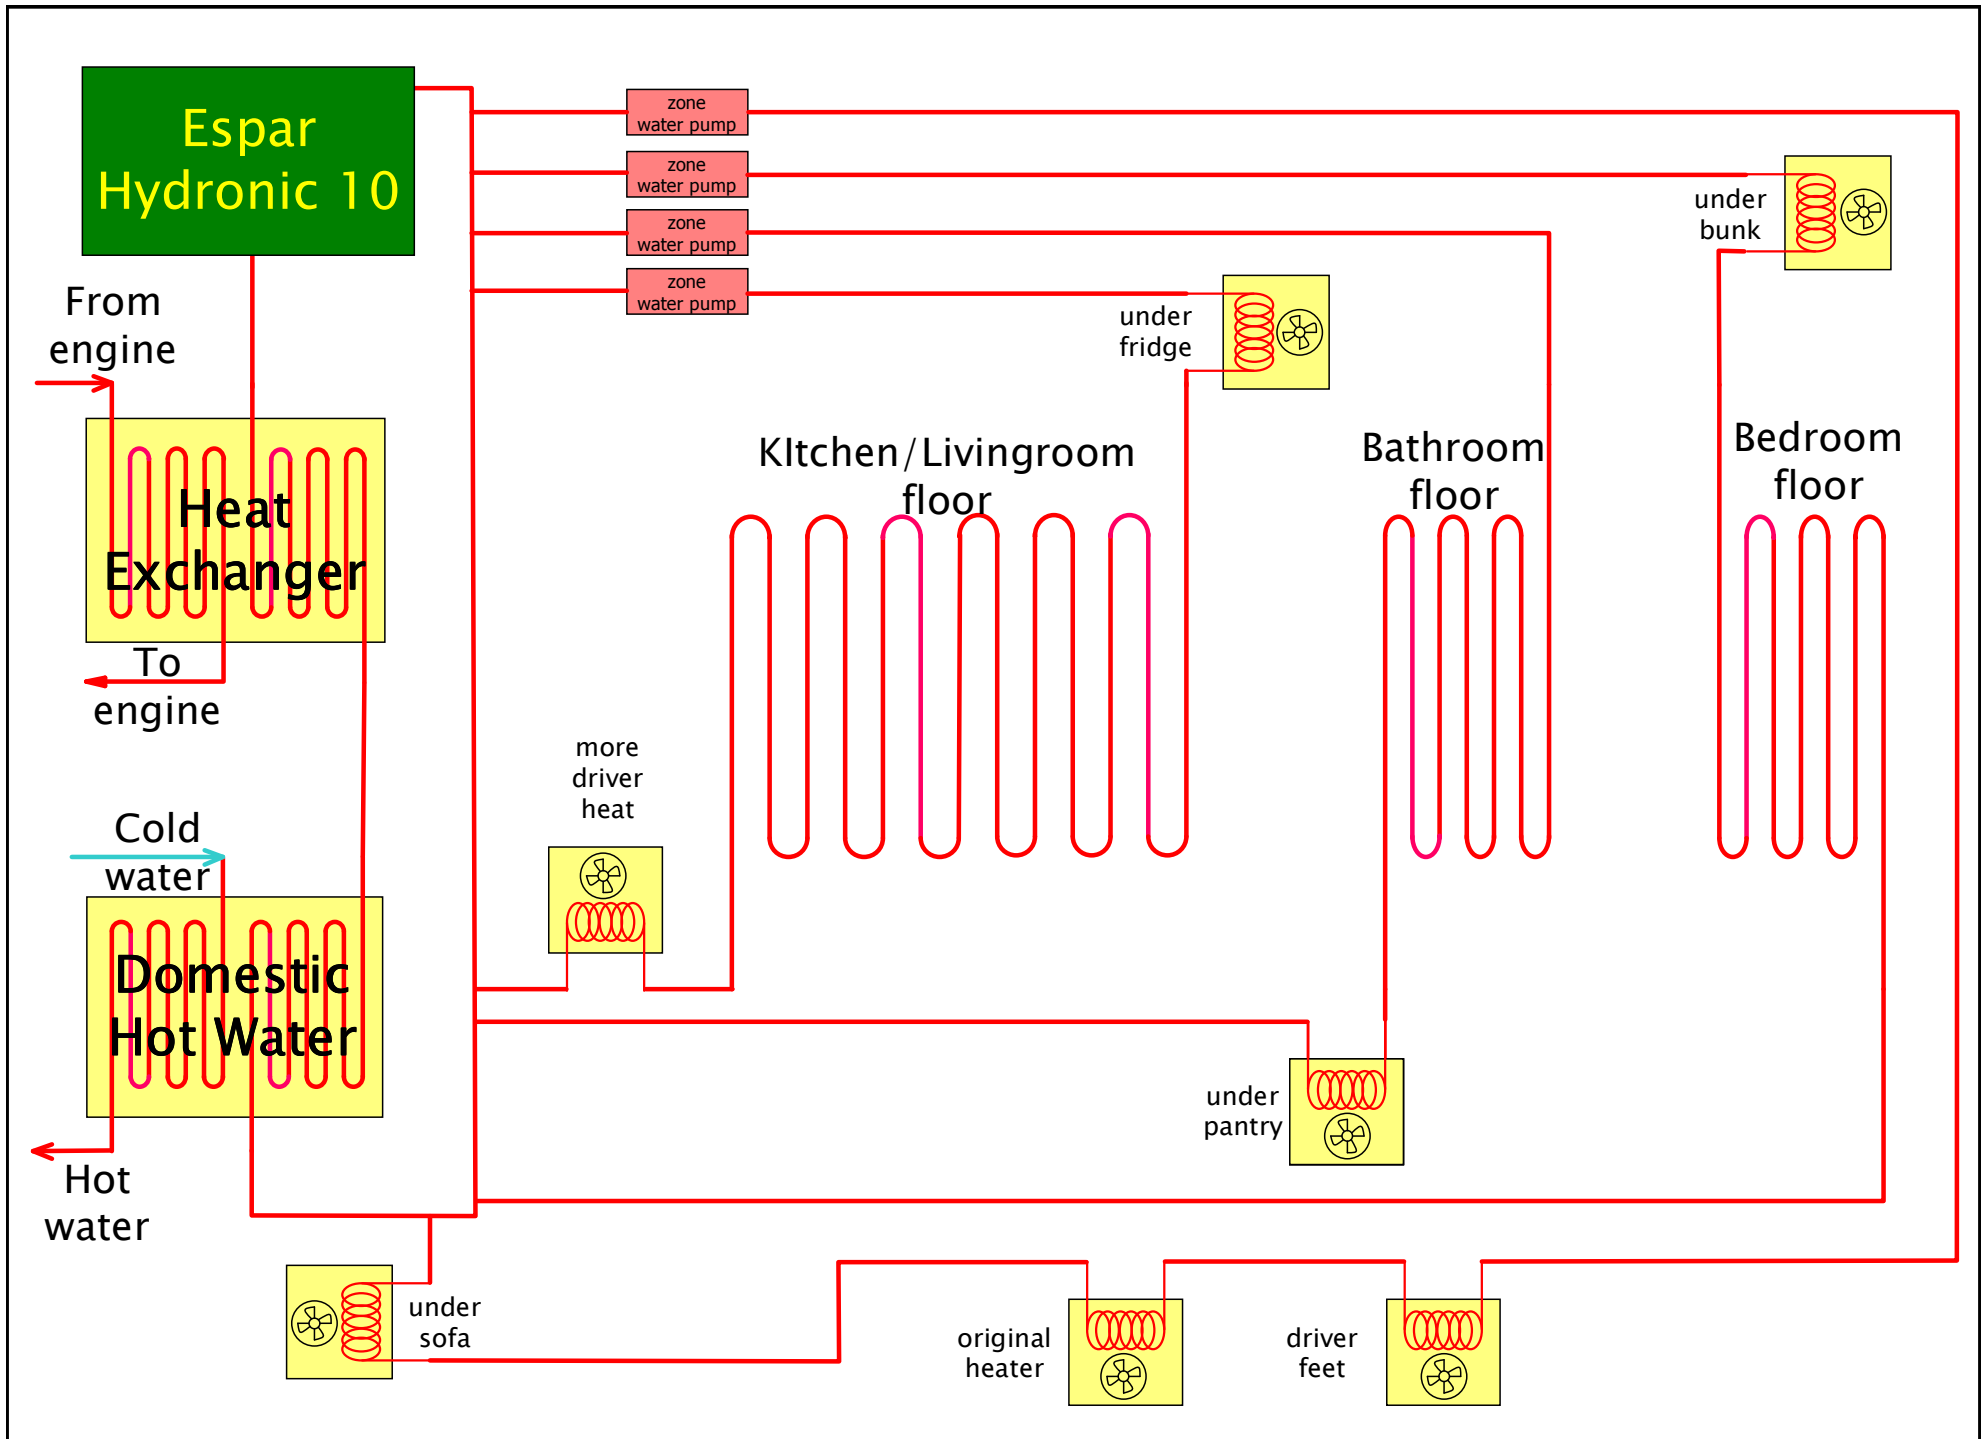 Espar
Hydronic 10
zone
water pump
zone
water pump
zone
water pump
zone
water pump
under
bunk
From
engine
under
fridge
KItchen/Livingroom
floor
Bathroom
floor
Bedroom
floor
Heat
Exchanger
To
engine
more
driver
heat
Cold
water
Domestic
Hot Water
under
pantry
Hot
water
under
sofa
original
heater
driver
feet